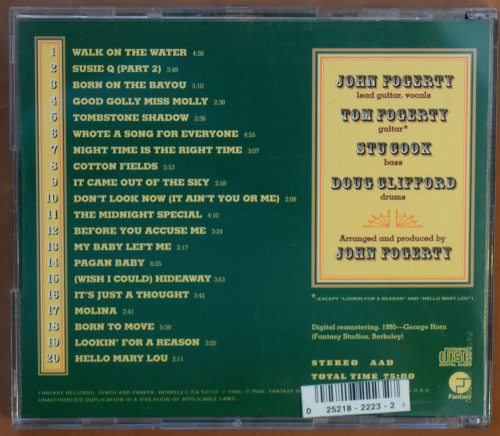 1 WALK ON THE WATER 4:38
2 SUSIE Q (PART 2) 3:48
3 BORN ON THE BAYOU 5:10
4 GOOD GOLLY MISS MOLLY 2:38
5 TOMBSTONE SHADOW 3:36
6 WROTE A SONG FOR EVERYONE 4:55
7 NIGHT TIME IS THE RIGHT TIME 3:07
8 COTTON FIELDS 2:53
9 IT CAME OUT OF THE SKY 2:58
10 DON'T LOOK NOW (IT AIN'T YOU OR ME) 2:08
11 THE MIDNIGHT SPECIAL 4:10
12 BEFORE YOU ACCUSE ME 3:24
13 MY BABY LEFT ME 2:17
14 PAGAN BABY 6:25
15 (WISH I COULD) HIDEAWAY 3:53
16 IT'S JUST A THOUGHT 3:45
17 MOLINA 2:41
18 BORN TO MOVE 5:39
19 LOOKIN' FOR A REASON 3:25
20 HELLO MARY LOU 2:11
JOHN FOGERTY
lead guitar, vocals
TOM FOGERTY
guitar*
STU COOK
bass
DOUG CLIFFORD
drums
Arranged and produced by
JOHN FOGERTY
*(EXCEPT "LOOKIN FOR A REASON" AND "HELLO MARY LOU")
Digital remastering, 1995—George Horn
(Fantasy Studios, Berkeley)
STEREO AAD
TOTAL TIME 75:00
COMPACT
disc
DIGITAL AUDIO
Fantasy
FANTASY RECORDS, TENTH AND PARKER, BERKELEY, CA 94710 ℗ 1986, © 1986, FANTASY U.S.A.
UNAUTHORIZED DUPLICATION IS A VIOLATION OF APPLICABLE LAWS.
0 25218-2223-2 7